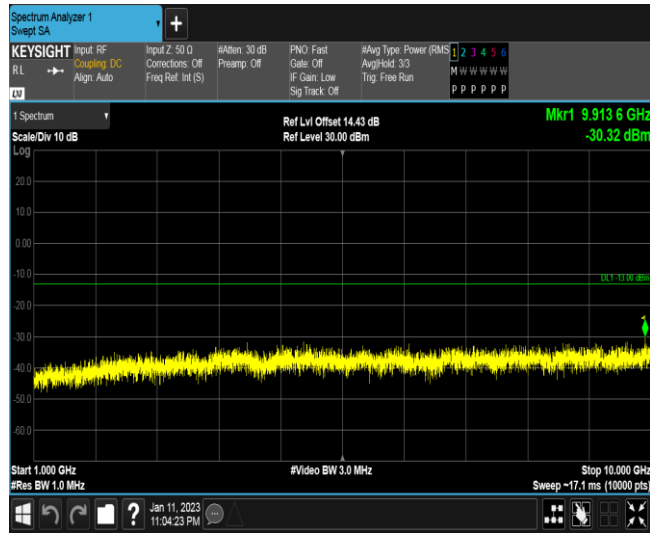 Spectrum Analyzer 1
Swept SA
KEYSIGHT
RL
LXI
Input: RF
Coupling: DC
Align: Auto
Input Z: 50 Ω
Corrections: Off
Freq Ref: Int (S)
#Atten: 30 dB
Preamp: Off
PNO: Fast
Gate: Off
IF Gain: Low
Sig Track: Off
#Avg Type: Power (RMS
Avg|Hold: 3/3
Trig: Free Run
1 2 3 4 5 6
M W W W W W
P P P P P P
1 Spectrum
Scale/Div 10 dB
Log
Ref Lvl Offset 14.43 dB
Ref Level 30.00 dBm
Mkr1 9.913 6 GHz
-30.32 dBm
20.0
10.0
0.00
-10.0
DL1 -13.00 dBm
-20.0
1
-30.0
-40.0
-50.0
-60.0
Start 1.000 GHz
#Video BW 3.0 MHz
Stop 10.000 GHz
#Res BW 1.0 MHz
Sweep ~17.1 ms (10000 pts)
?
Jan 11, 2023
11:04:23 PM